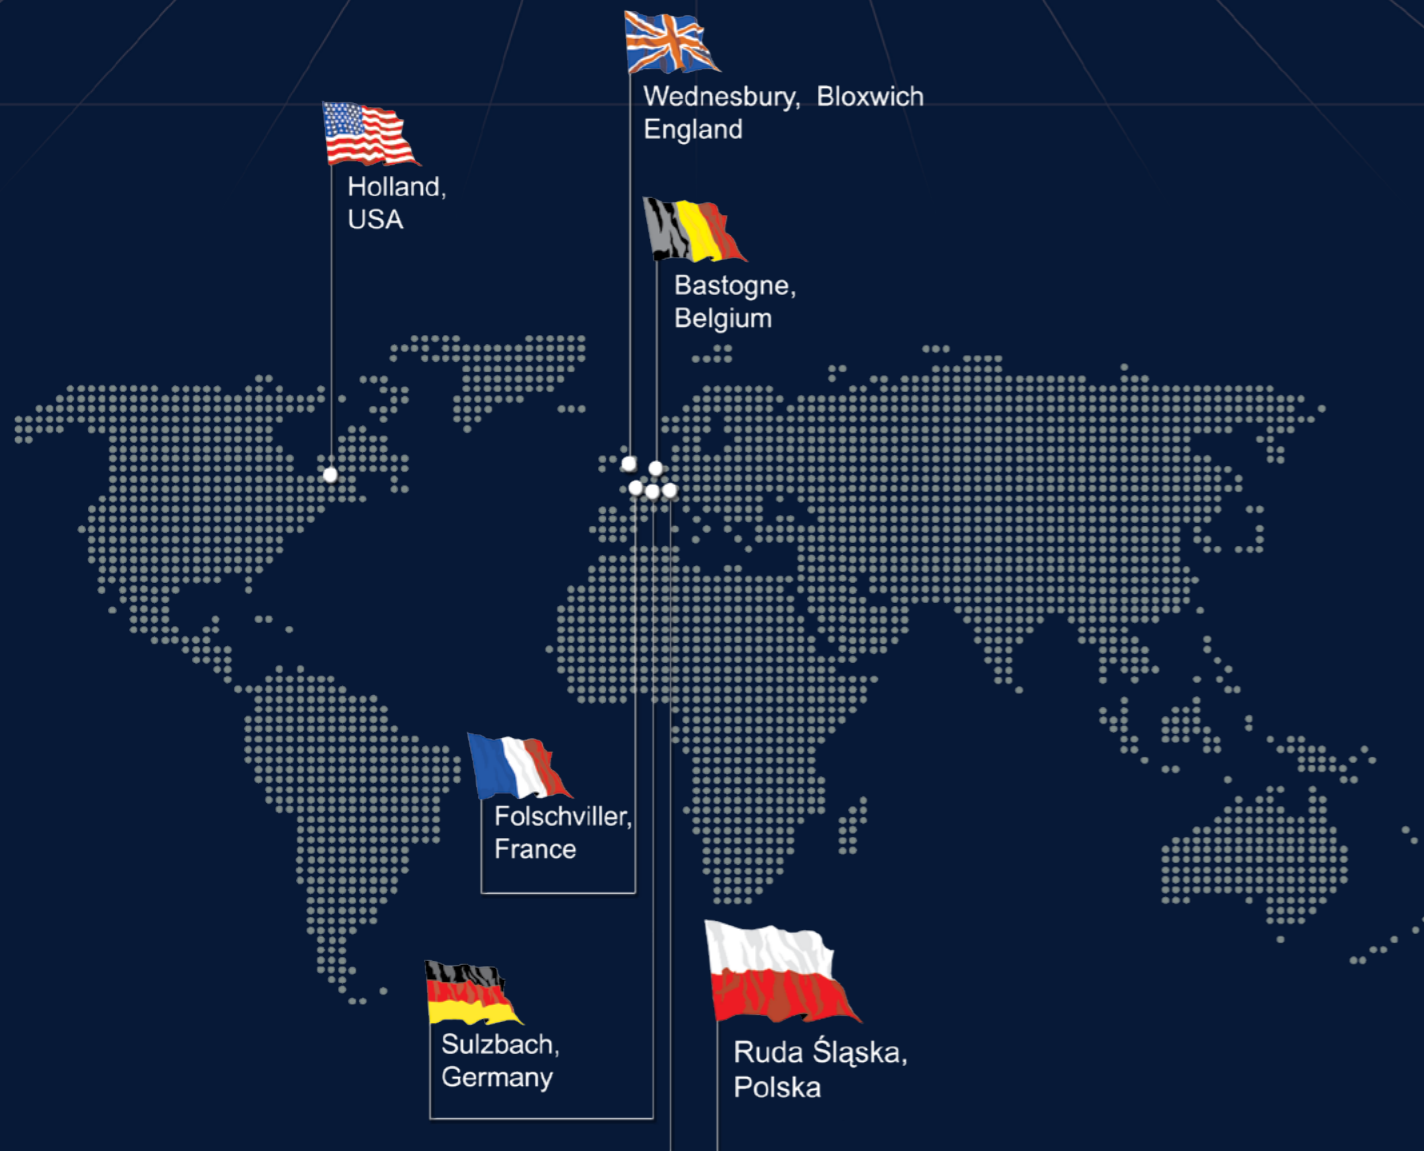 Wednesbury,  Bloxwich
England
Holland,
USA
Bastogne,
Belgium
Folschviller,
France
Sulzbach,
Germany
Ruda Śląska,
Polska